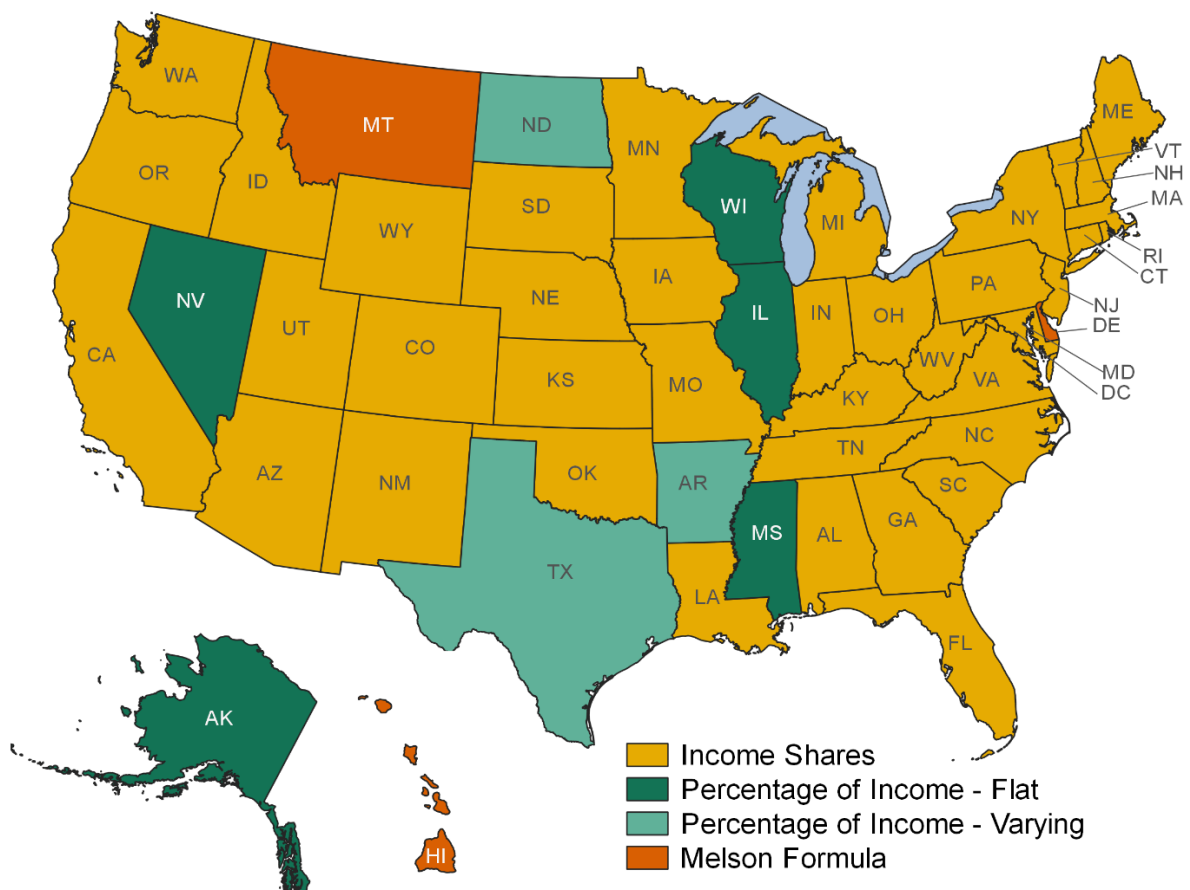 WA
MT
ND
MN
ME
OR
ID
SD
WI
MI
VT
NH
MA
NY
WY
RI
CT
IA
PA
NV
NE
IL
IN
OH
NJ
DE
UT
CO
CA
KS
MO
WV
VA
MD
DC
KY
NC
TN
AZ
NM
OK
AR
SC
MS
AL
GA
TX
LA
FL
AK
HI
Income Shares
Percentage of Income - Flat
Percentage of Income - Varying
Melson Formula